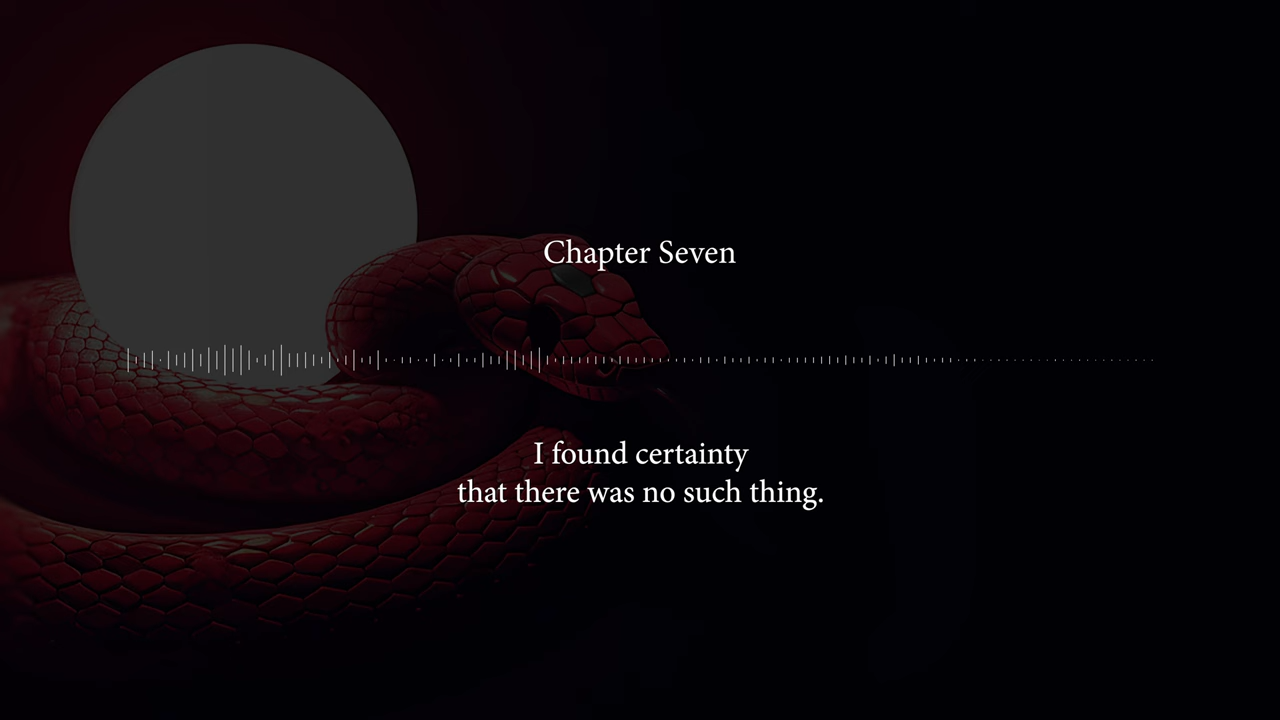 Chapter Seven
I found certainty
that there was no such thing.